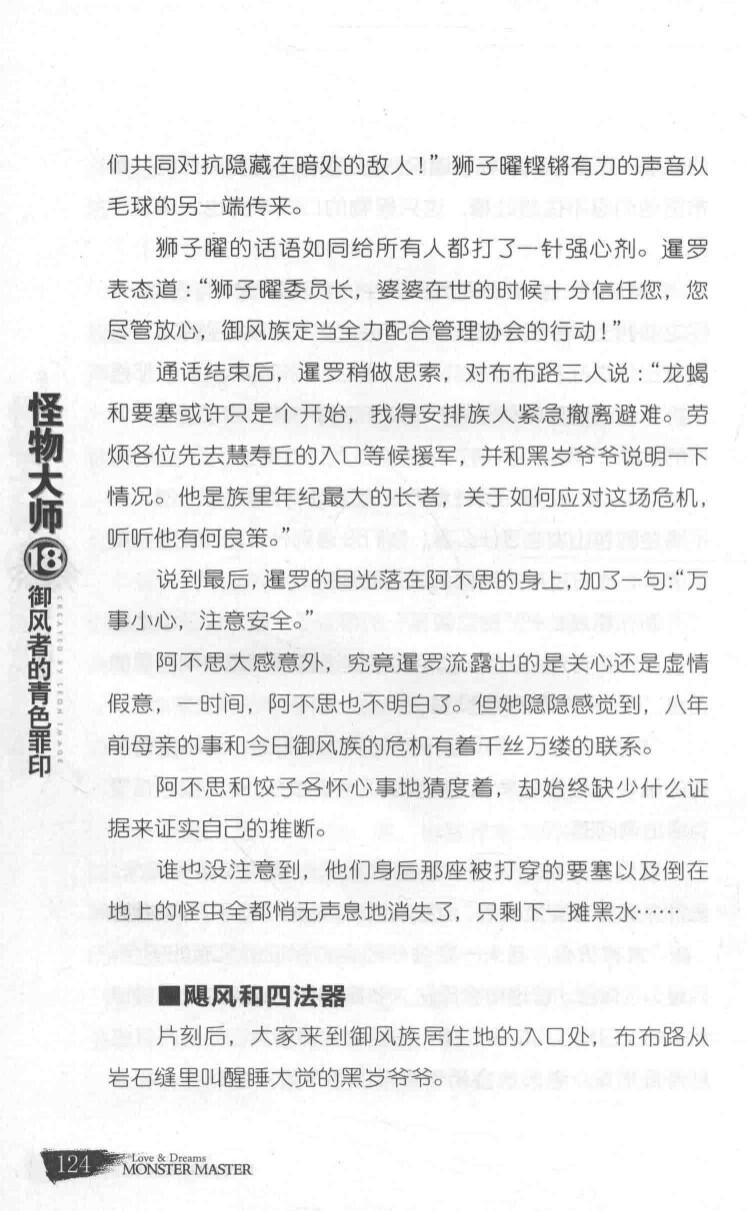 们共同对抗隐藏在暗处的敌人！”狮子曜铿锵有力的声音从
毛球的另一端传来。
狮子曜的话语如同给所有人都打了一针强心剂。暹罗
表态道：“狮子曜委员长，婆婆在世的时候十分信任您，您
尽管放心，御风族定当全力配合管理协会的行动！”
通话结束后，暹罗稍做思索，对布布路三人说：“龙蝎
和要塞或许只是个开始，我得安排族人紧急撤离避难。劳
烦各位先去慧寿丘的入口等候援军，并和黑岁爷爷说明一下
情况。他是族里年纪最大的长者，关于如何应对这场危机，
听听他有何良策。”
说到最后，暹罗的目光落在阿不思的身上，加了一句：“万
事小心，注意安全。”
阿不思大感意外，究竟暹罗流露出的是关心还是虚情
假意，一时间，阿不思也不明白了。但她隐隐感觉到，八年
前母亲的事和今日御风族的危机有着千丝万缕的联系。
阿不思和饺子各怀心事地猜度着，却始终缺少什么证
据来证实自己的推断。
谁也没注意到，他们身后那座被打穿的要塞以及倒在
地上的怪虫全都悄无声息地消失了，只剩下一摊黑水……
■飓风和四法器
片刻后，大家来到御风族居住地的入口处，布布路从
岩石缝里叫醒睡大觉的黑岁爷爷。
怪物大师
18
御风者的青色罪印
CREATED BY LEON IMAGE
124
Love & Dreams
MONSTER MASTER